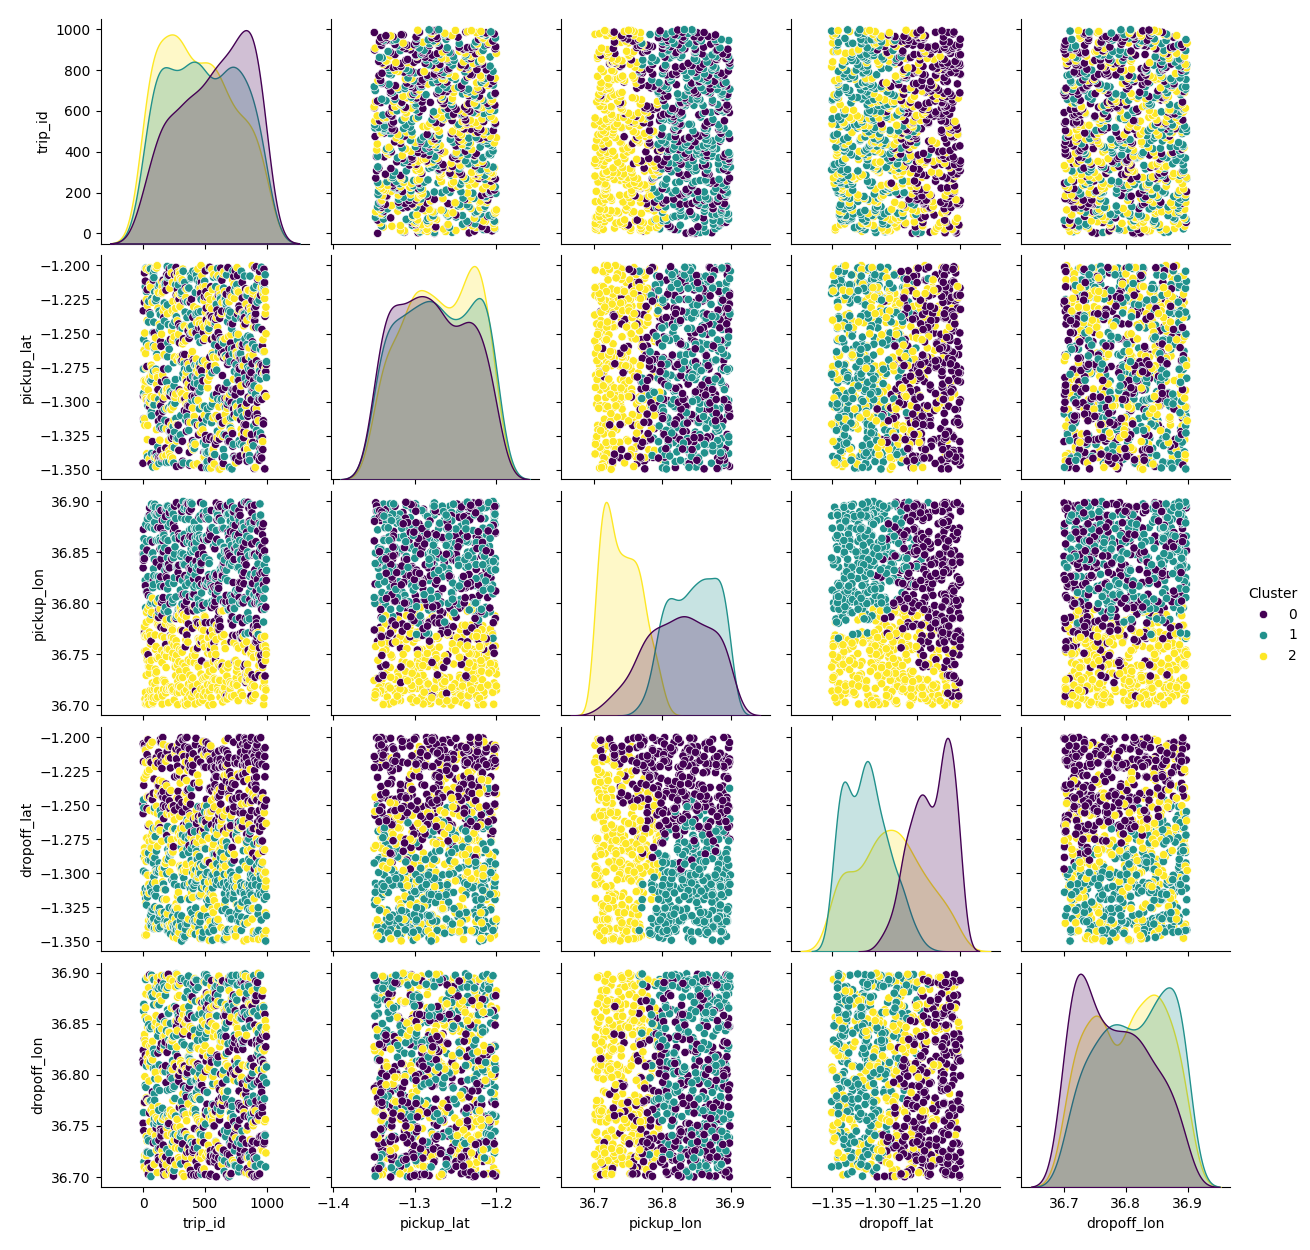 1000
800
600
400
200
0
trip_id
−1.200
−1.225
−1.250
−1.275
−1.300
−1.325
−1.350
pickup_lat
36.90
36.85
36.80
36.75
36.70
pickup_lon
Cluster
0
1
2
−1.200
−1.225
−1.250
−1.275
−1.300
−1.325
−1.350
dropoff_lat
36.90
36.85
36.80
36.75
36.70
dropoff_lon
0 500 1000
trip_id
−1.4 −1.3 −1.2
pickup_lat
36.7 36.8 36.9
pickup_lon
−1.35 −1.30 −1.25 −1.20
dropoff_lat
36.7 36.8 36.9
dropoff_lon